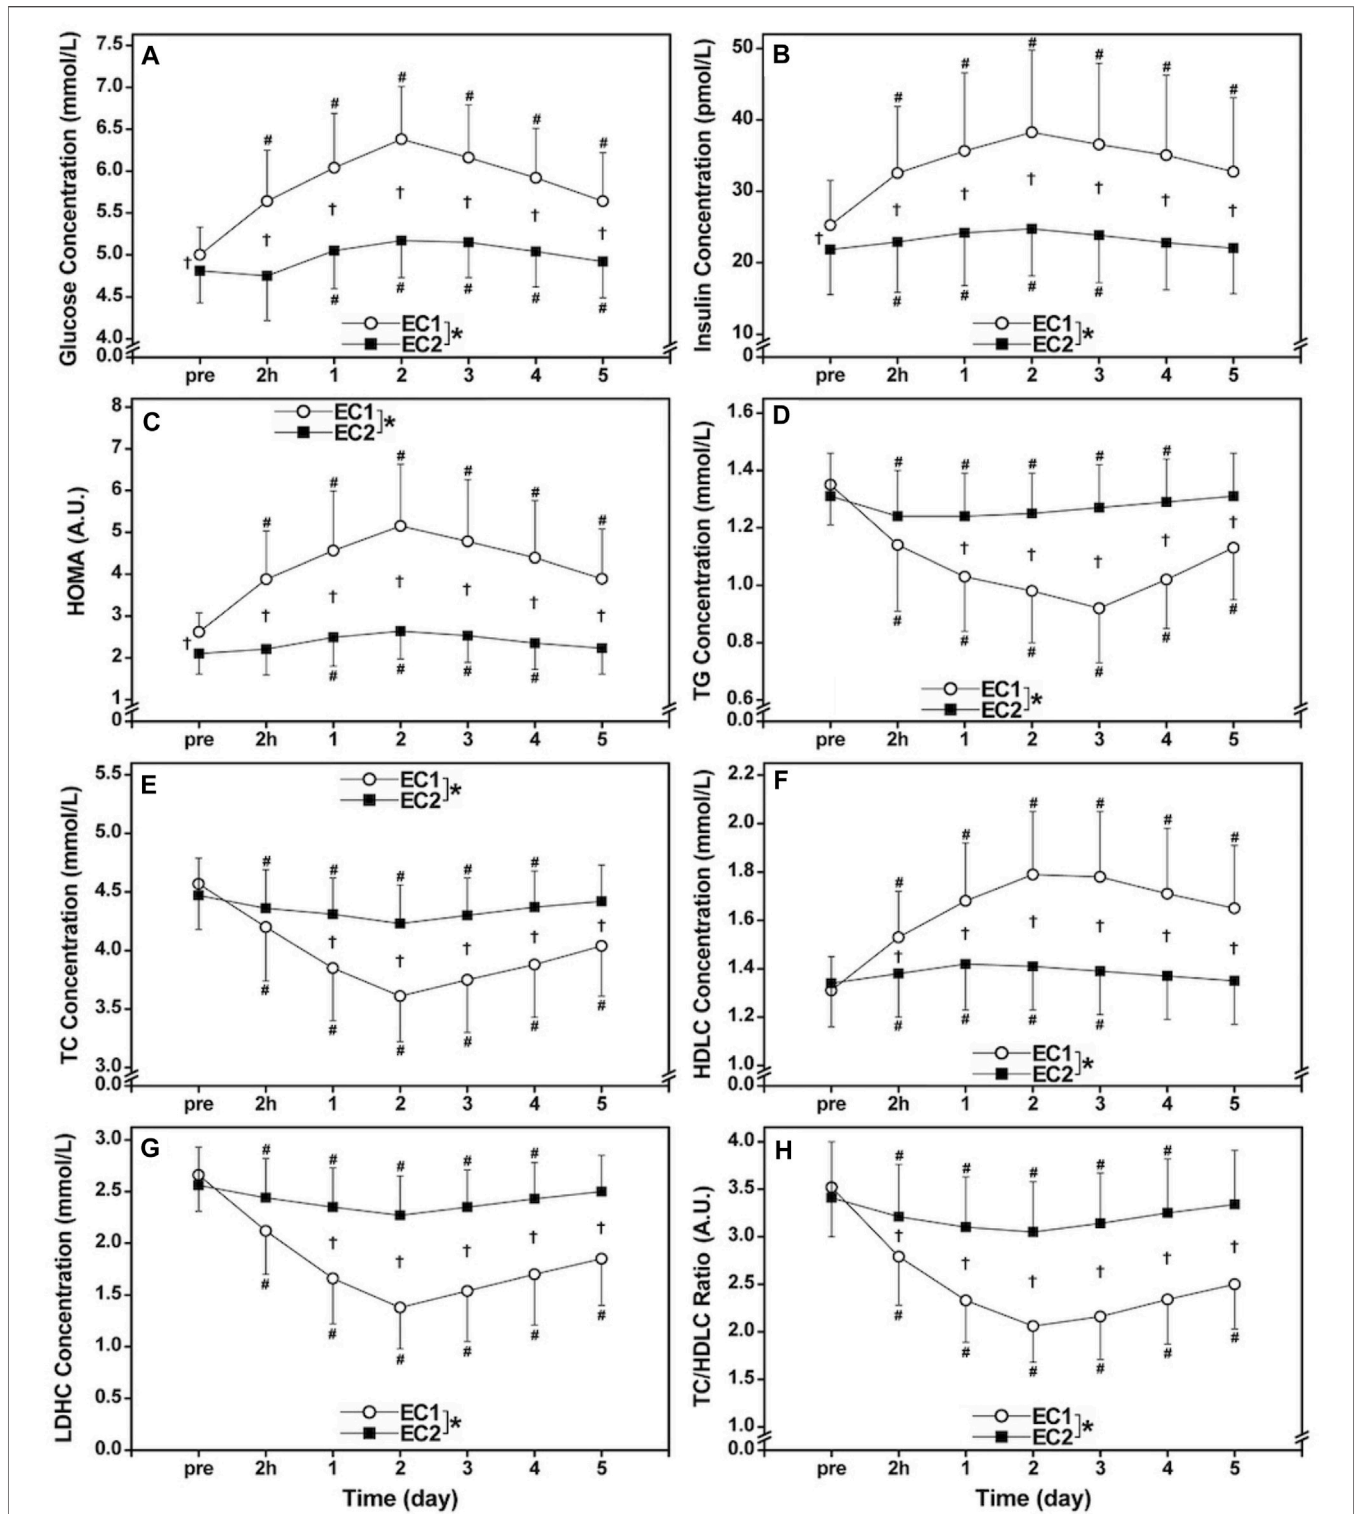 A
Glucose Concentration (mmol/L)
7.5
7.0
6.5
6.0
5.5
5.0
4.5
4.0
0.0
# # # # # # #
† † † † † † †
# # # # #
EC1
EC2
*
pre 2h 1 2 3 4 5
B
Insulin Concentration (pmol/L)
50
40
30
20
10
0
# # # # # #
† † † † † † †
# # # #
EC1
EC2
*
pre 2h 1 2 3 4 5
C
HOMA (A.U.)
8
7
6
5
4
3
2
1
0
EC1
EC2
*
# # # # # #
† † † † † † †
# # # #
pre 2h 1 2 3 4 5
D
TG Concentration (mmol/L)
1.6
1.4
1.2
1.0
0.8
0.6
0.0
# # # # #
† † † † †
# # # # # #
EC1
EC2
*
pre 2h 1 2 3 4 5
E
TC Concentration (mmol/L)
5.5
5.0
4.5
4.0
3.5
3.0
0.0
EC1
EC2
*
# # # # #
† † † † †
# # # # # #
pre 2h 1 2 3 4 5
F
HDLC Concentration (mmol/L)
2.2
2.0
1.8
1.6
1.4
1.2
1.0
0.0
# # # # # #
† † † † † †
# # # #
EC1
EC2
*
pre 2h 1 2 3 4 5
G
LDHC Concentration (mmol/L)
3.0
2.5
2.0
1.5
1.0
0.5
0.0
# # # # #
† † † † †
# # # # # #
EC1
EC2
*
pre 2h 1 2 3 4 5
Time (day)
H
TC/HDLC Ratio (A.U.)
4.0
3.5
3.0
2.5
2.0
1.5
1.0
0.0
# # # # #
† † † † † †
# # # # # #
EC1
EC2
*
pre 2h 1 2 3 4 5
Time (day)